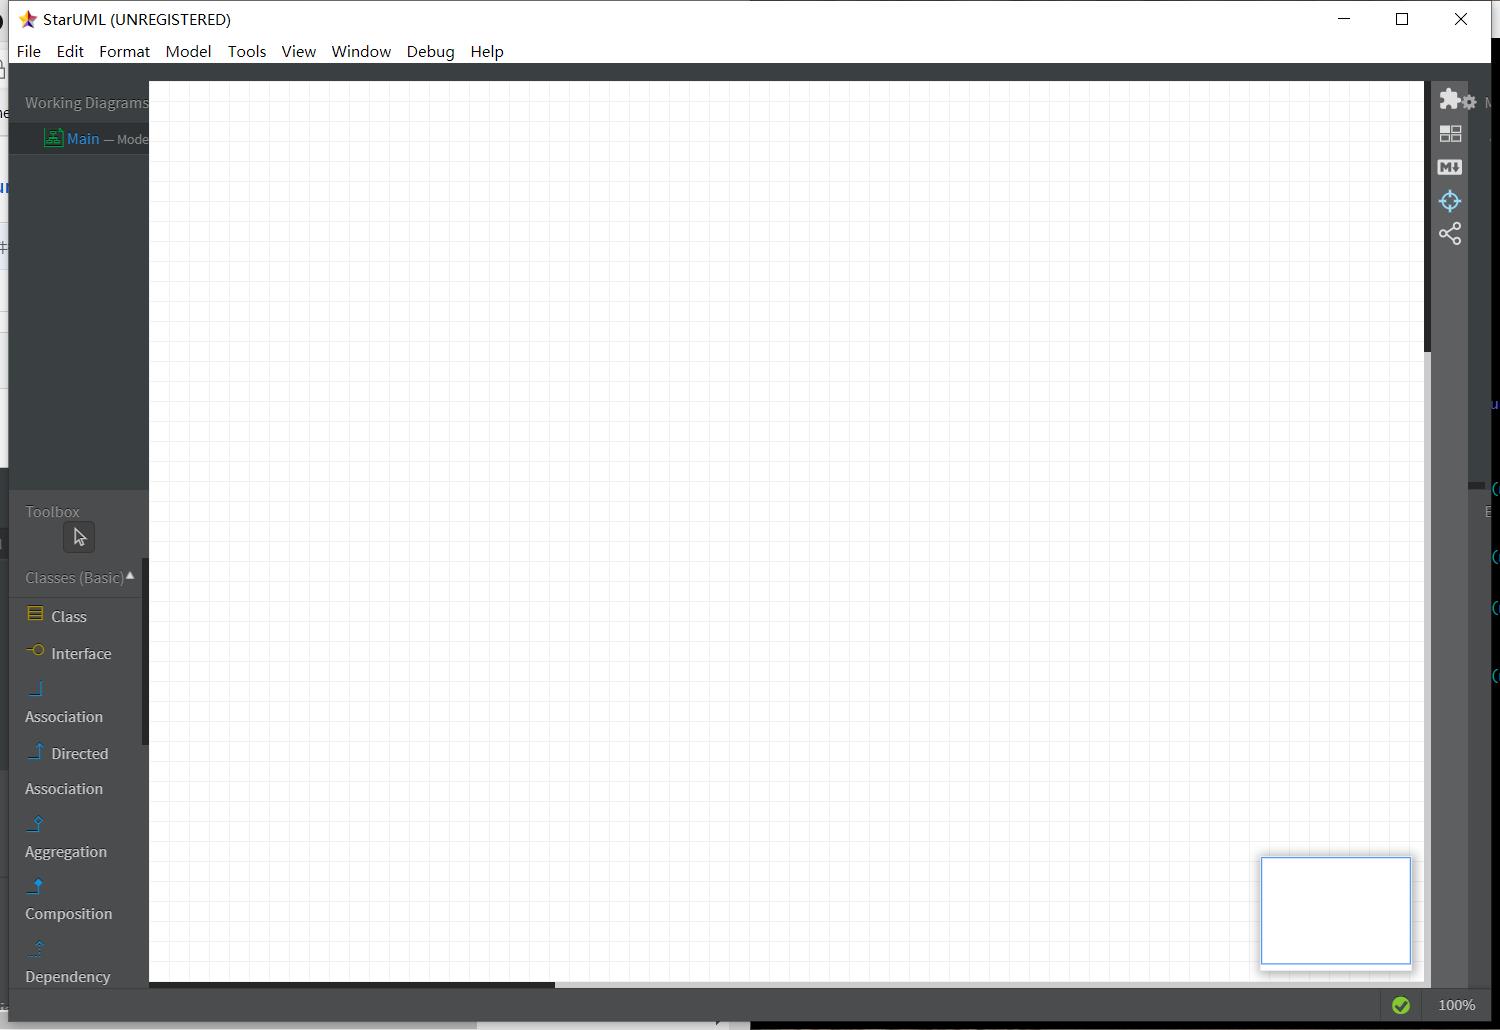 StarUML (UNREGISTERED)
File Edit Format Model Tools View Window Debug Help
Working Diagrams
Main — Mode
Toolbox
Classes (Basic)
Class
Interface
Association
Directed
Association
Aggregation
Composition
Dependency
100%